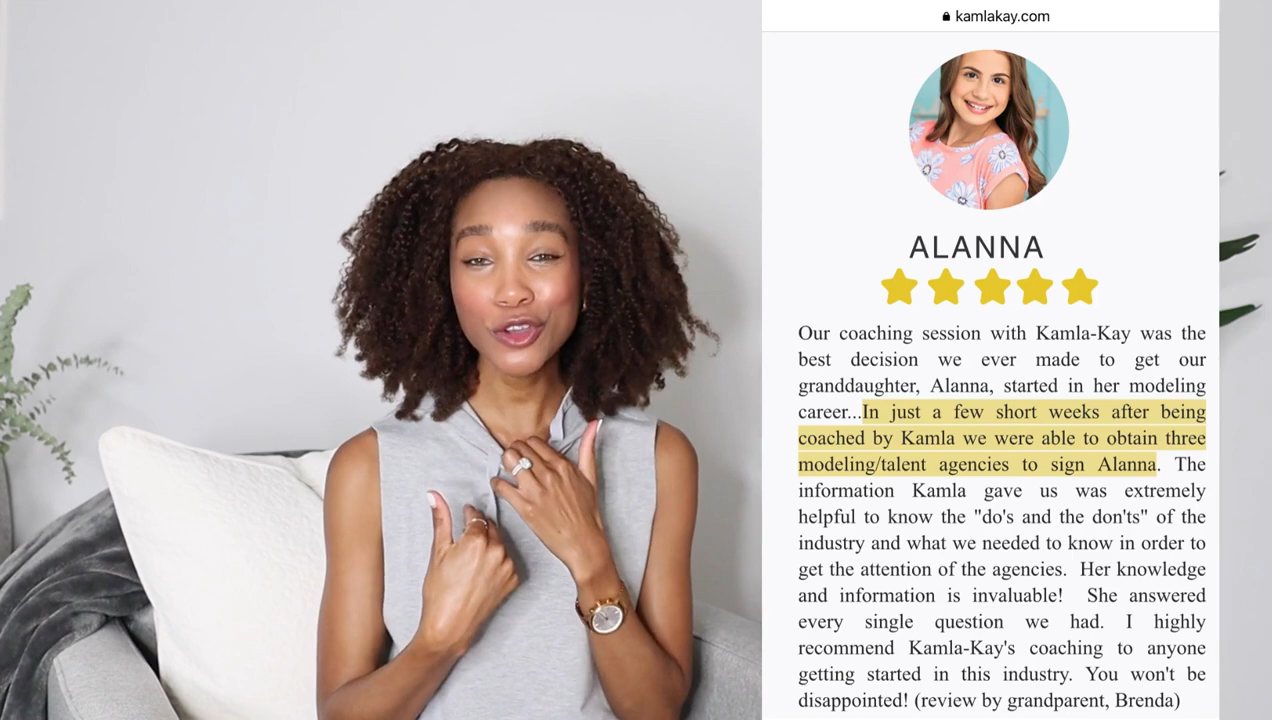 kamlakay.com
ALANNA
Our coaching session with Kamla-Kay was the
best decision we ever made to get our
granddaughter, Alanna, started in her modeling
career...In just a few short weeks after being
coached by Kamla we were able to obtain three
modeling/talent agencies to sign Alanna. The
information Kamla gave us was extremely
helpful to know the "do's and the don'ts" of the
industry and what we needed to know in order to
get the attention of the agencies. Her knowledge
and information is invaluable! She answered
every single question we had. I highly
recommend Kamla-Kay's coaching to anyone
getting started in this industry. You won't be
disappointed! (review by grandparent, Brenda)